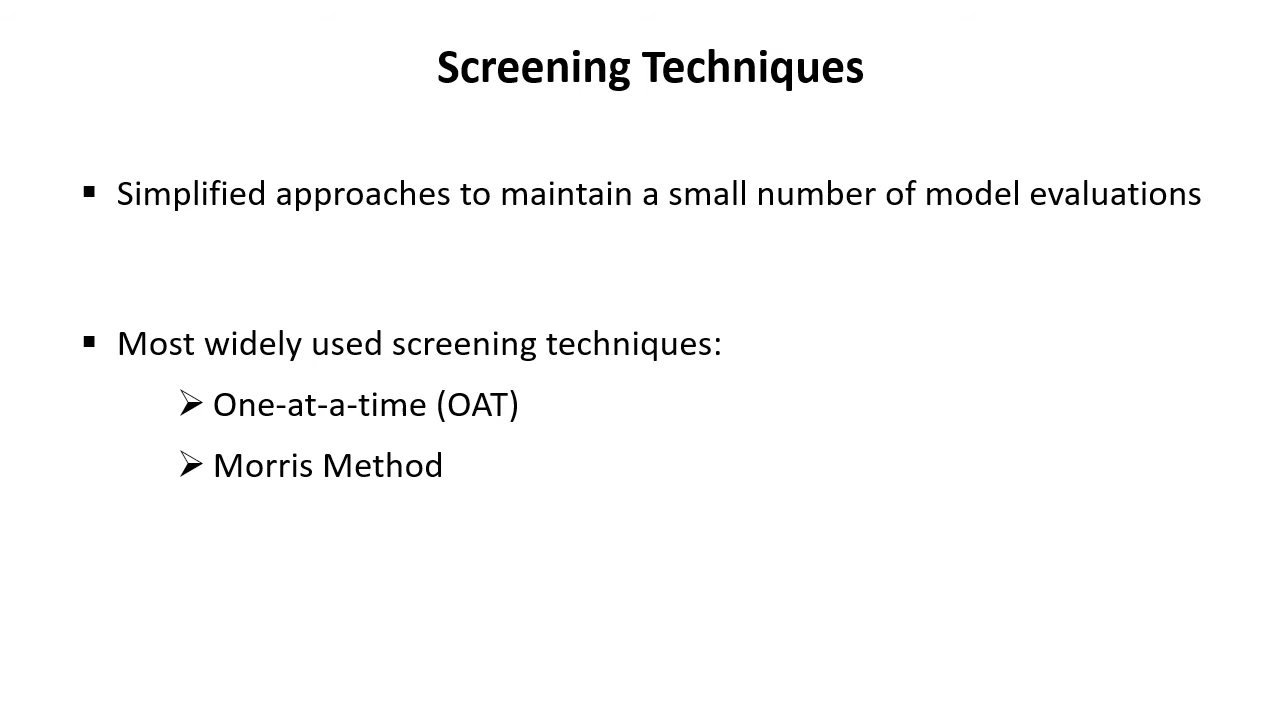 Screening Techniques
▪ Simplified approaches to maintain a small number of model evaluations
▪ Most widely used screening techniques:
➢ One-at-a-time (OAT)
➢ Morris Method